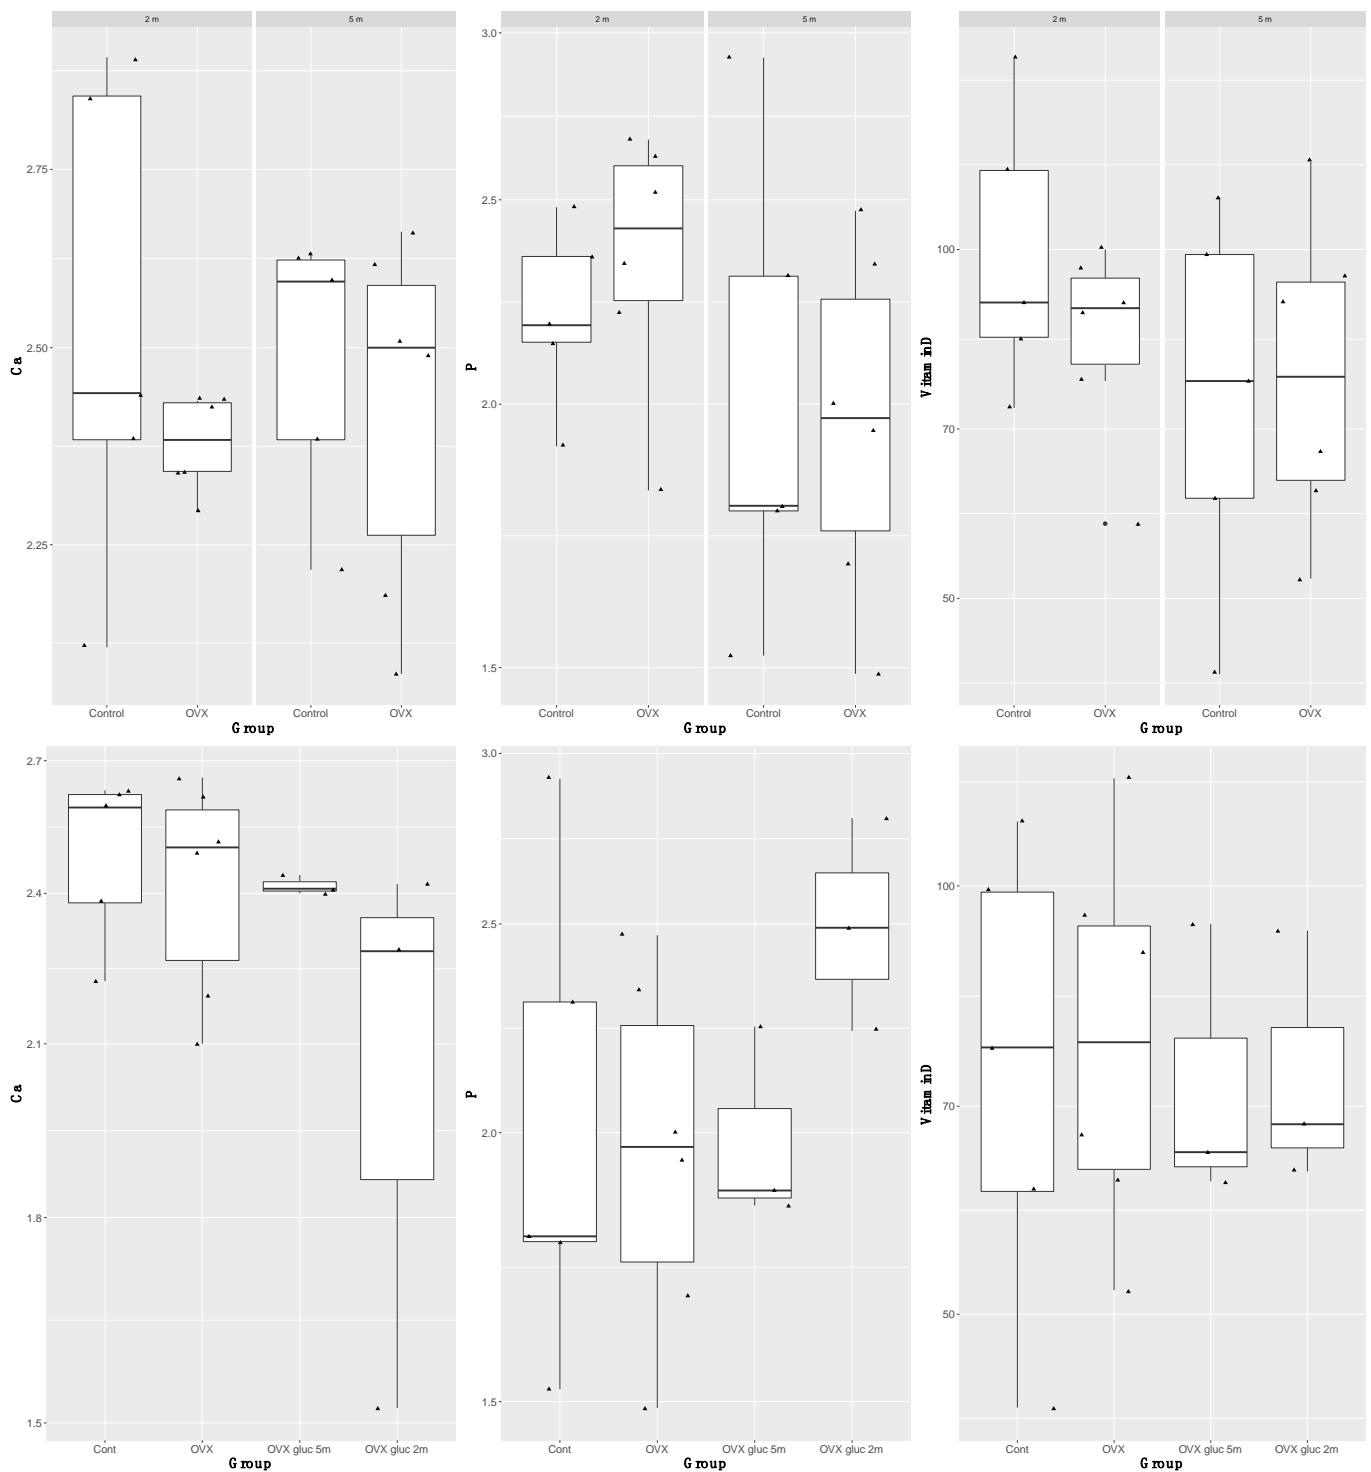 2 m 5 m
2.75
2.50
2.25
Ca
Control OVX Control OVX
Group
2 m 5 m
3.0
2.5
2.0
1.5
P
Control OVX Control OVX
Group
2 m 5 m
100
70
50
VitaminD
Control OVX Control OVX
Group
2.7
2.4
2.1
1.8
1.5
Ca
Cont OVX OVX gluc 5m OVX gluc 2m
Group
3.0
2.5
2.0
1.5
P
Cont OVX OVX gluc 5m OVX gluc 2m
Group
100
70
50
VitaminD
Cont OVX OVX gluc 5m OVX gluc 2m
Group